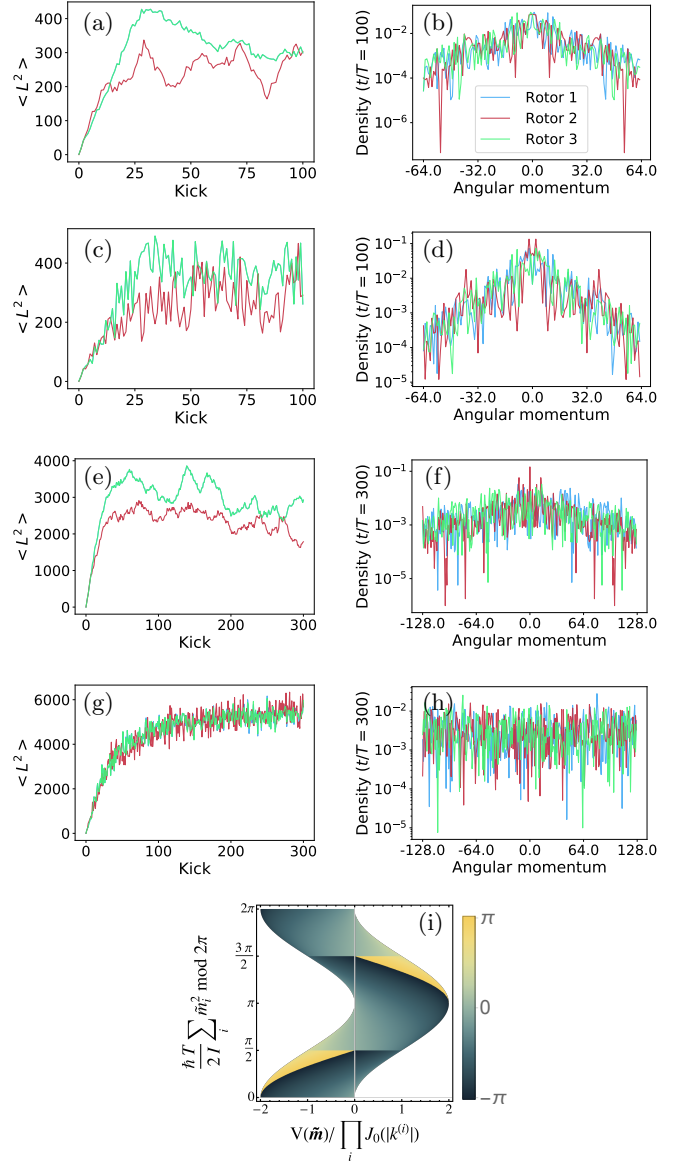 (a)
< L² >
400
300
200
100
0
0 25 50 75 100
Kick
(b)
Density (t/T = 100)
10⁻²
10⁻⁴
10⁻⁶
Rotor 1
Rotor 2
Rotor 3
-64.0 -32.0 0.0 32.0 64.0
Angular momentum
(c)
< L² >
400
200
0
0 25 50 75 100
Kick
(d)
Density (t/T = 100)
10⁻¹
10⁻²
10⁻³
10⁻⁴
10⁻⁵
-64.0 -32.0 0.0 32.0 64.0
Angular momentum
(e)
< L² >
4000
3000
2000
1000
0
0 100 200 300
Kick
(f)
Density (t/T = 300)
10⁻¹
10⁻³
10⁻⁵
-128.0 -64.0 0.0 64.0 128.0
Angular momentum
(g)
< L² >
6000
4000
2000
0
0 100 200 300
Kick
(h)
Density (t/T = 300)
10⁻²
10⁻³
10⁻⁴
10⁻⁵
-128.0 -64.0 0.0 64.0 128.0
Angular momentum
(i)
ħ T / 2 I ∑ᵢ m̃ᵢ² mod 2π
2π
3 π / 2
π
π / 2
0
−2 −1 0 1 2
V(m̃)/ ∏ᵢ J₀(|k⁽ⁱ⁾|)
π
0
−π